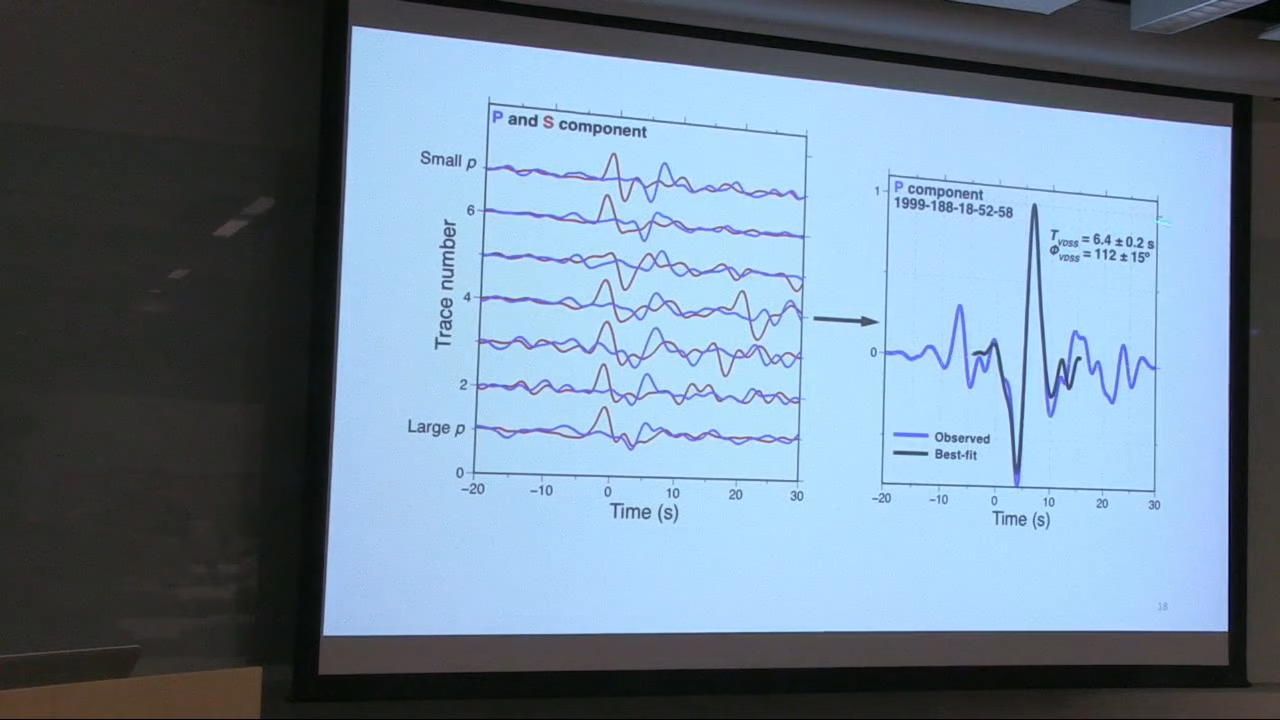 P and S component
Small p
6
4
2
Large p
0
Trace number
−20
−10
0
10
20
30
Time (s)
P component
1999-188-18-52-58
T_VDSS = 6.4 ± 0.2 s
Φ_VDSS = 112 ± 15°
1
0
Observed
Best-fit
−20
−10
0
10
20
30
Time (s)
18